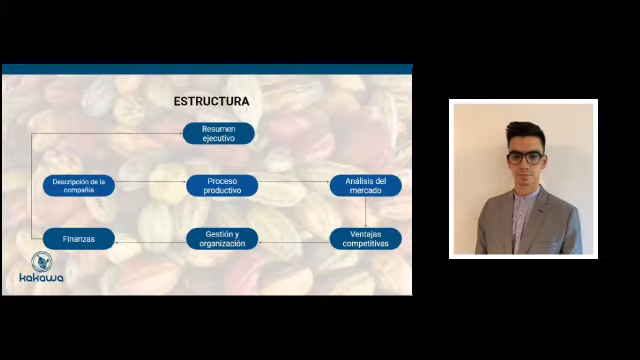 ESTRUCTURA
Resumen
ejecutivo
Descripción de la
compañía
Proceso
productivo
Análisis del
mercado
Finanzas
Gestión y
organización
Ventajas
competitivas
kakawa